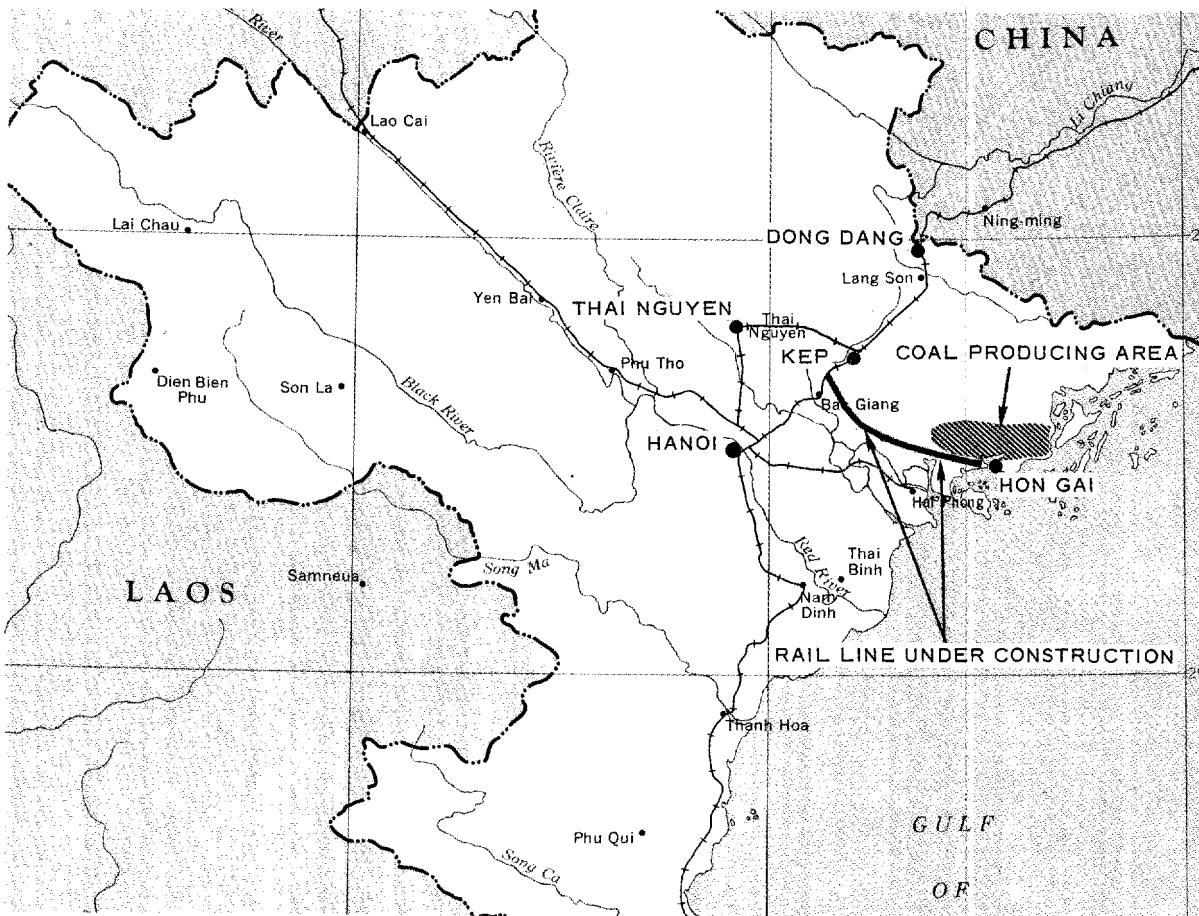 River
CHINA
Lao Cai
Li Chiang
Rivière Claire
Lai Chau
Ning-ming
DONG DANG
Lang Son
Yen Bai
THAI NGUYEN
Thai
Nguyen
KEP
COAL PRODUCING AREA
Phu Tho
Dien Bien
Phu
Son La
Black River
Bac Giang
HANOI
HON GAI
Hai Phong
Red River
Thai
Binh
Song Ma
Samneua
LAOS
Nam
Dinh
RAIL LINE UNDER CONSTRUCTION
Thanh Hoa
Phu Qui
Song Ca
GULF
OF